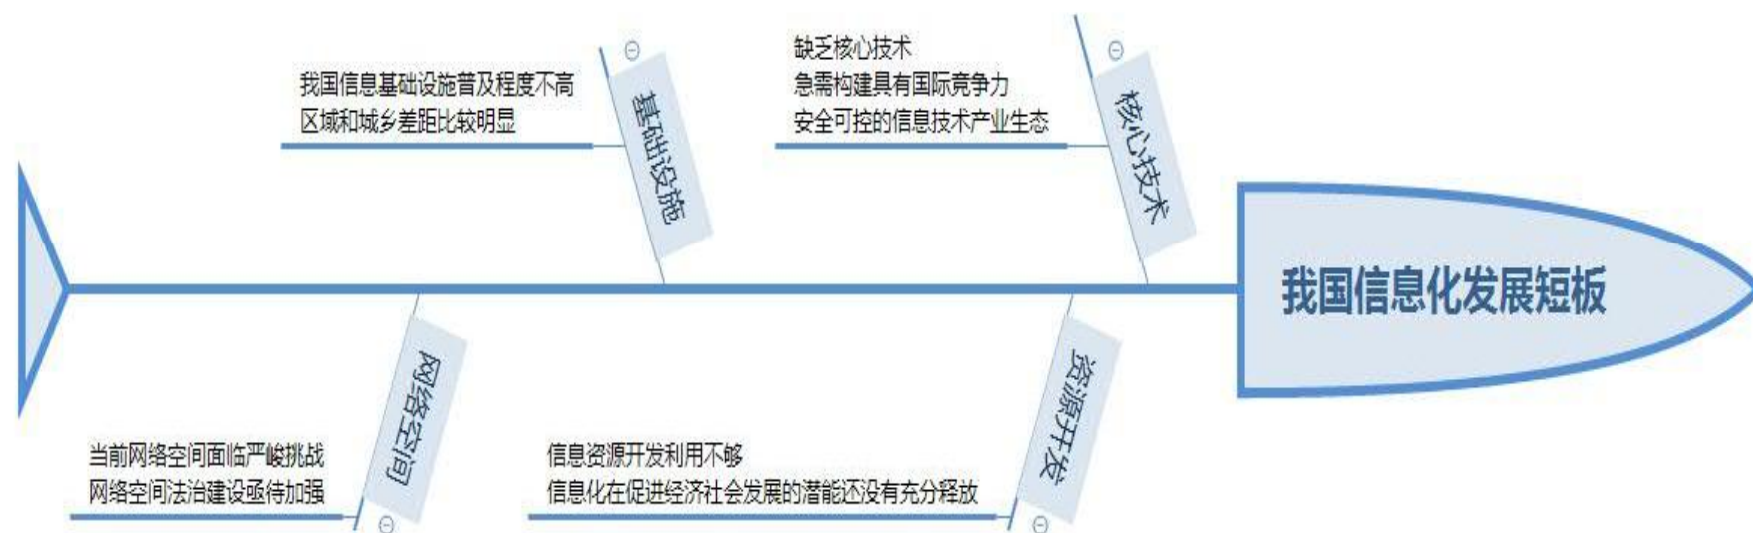 缺乏核心技术
急需构建具有国际竞争力
安全可控的信息技术产业生态
核心技术
我国信息基础设施普及程度不高
区域和城乡差距比较明显
基础设施
我国信息化发展短板
网络空间
当前网络空间面临严峻挑战
网络空间法治建设亟待加强
资源开发
信息资源开发利用不够
信息化在促进经济社会发展的潜能还没有充分释放